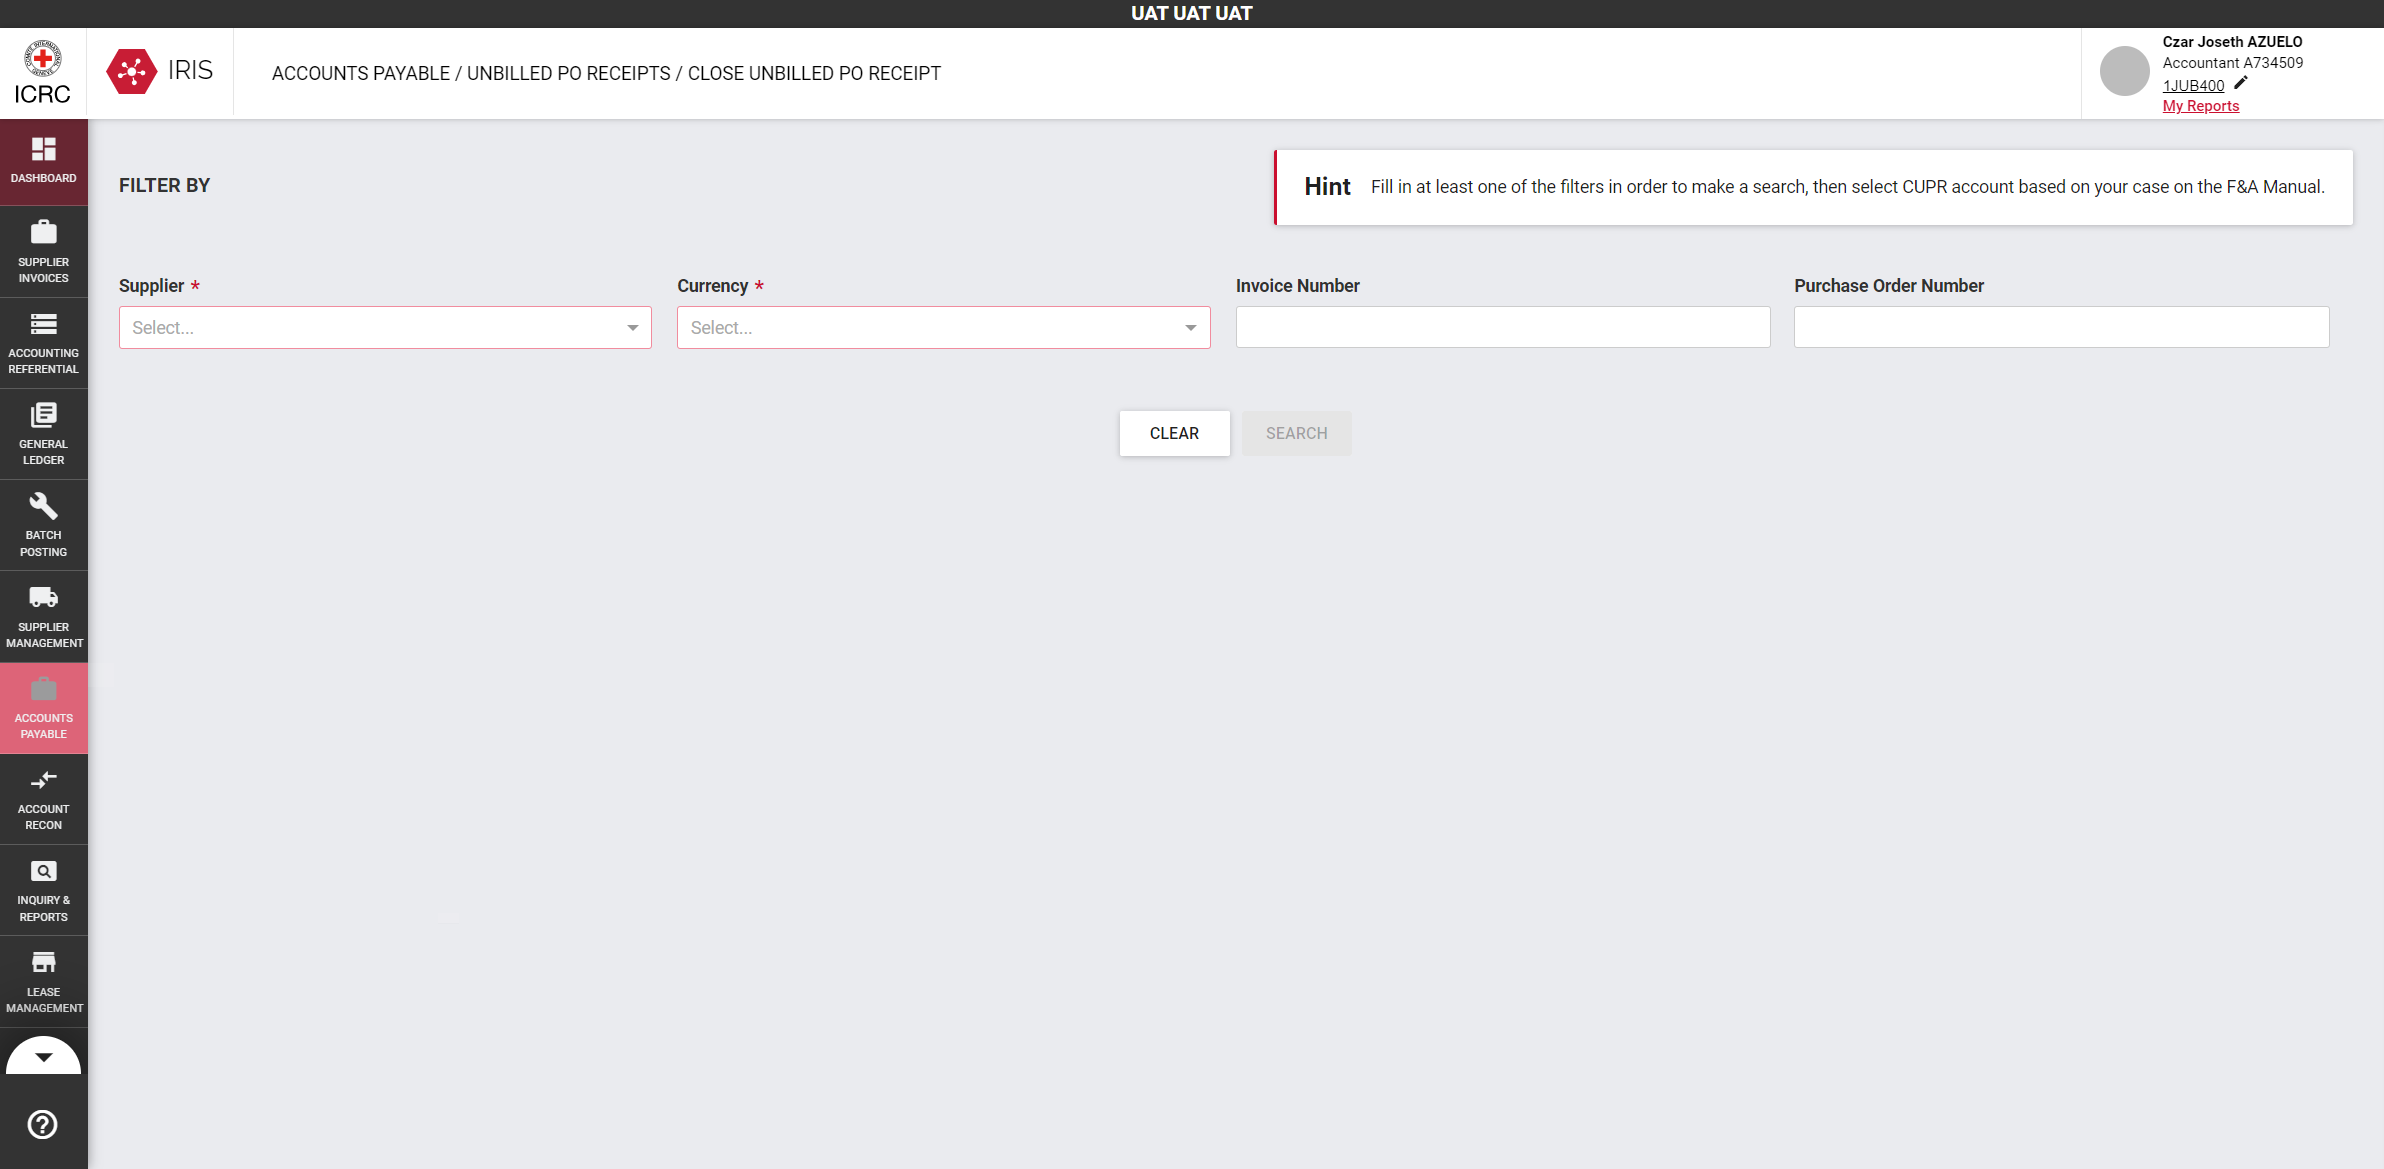 UAT UAT UAT
ICRC
IRIS
ACCOUNTS PAYABLE / UNBILLED PO RECEIPTS / CLOSE UNBILLED PO RECEIPT
Czar Joseth AZUELO
Accountant A734509
1JUB400
My Reports
DASHBOARD
SUPPLIER
INVOICES
ACCOUNTING
REFERENTIAL
GENERAL
LEDGER
BATCH
POSTING
SUPPLIER
MANAGEMENT
ACCOUNTS
PAYABLE
ACCOUNT
RECON
INQUIRY &
REPORTS
LEASE
MANAGEMENT
FILTER BY
Hint Fill in at least one of the filters in order to make a search, then select CUPR account based on your case on the F&A Manual.
Supplier *
Select...
Currency *
Select...
Invoice Number
Purchase Order Number
CLEAR
SEARCH